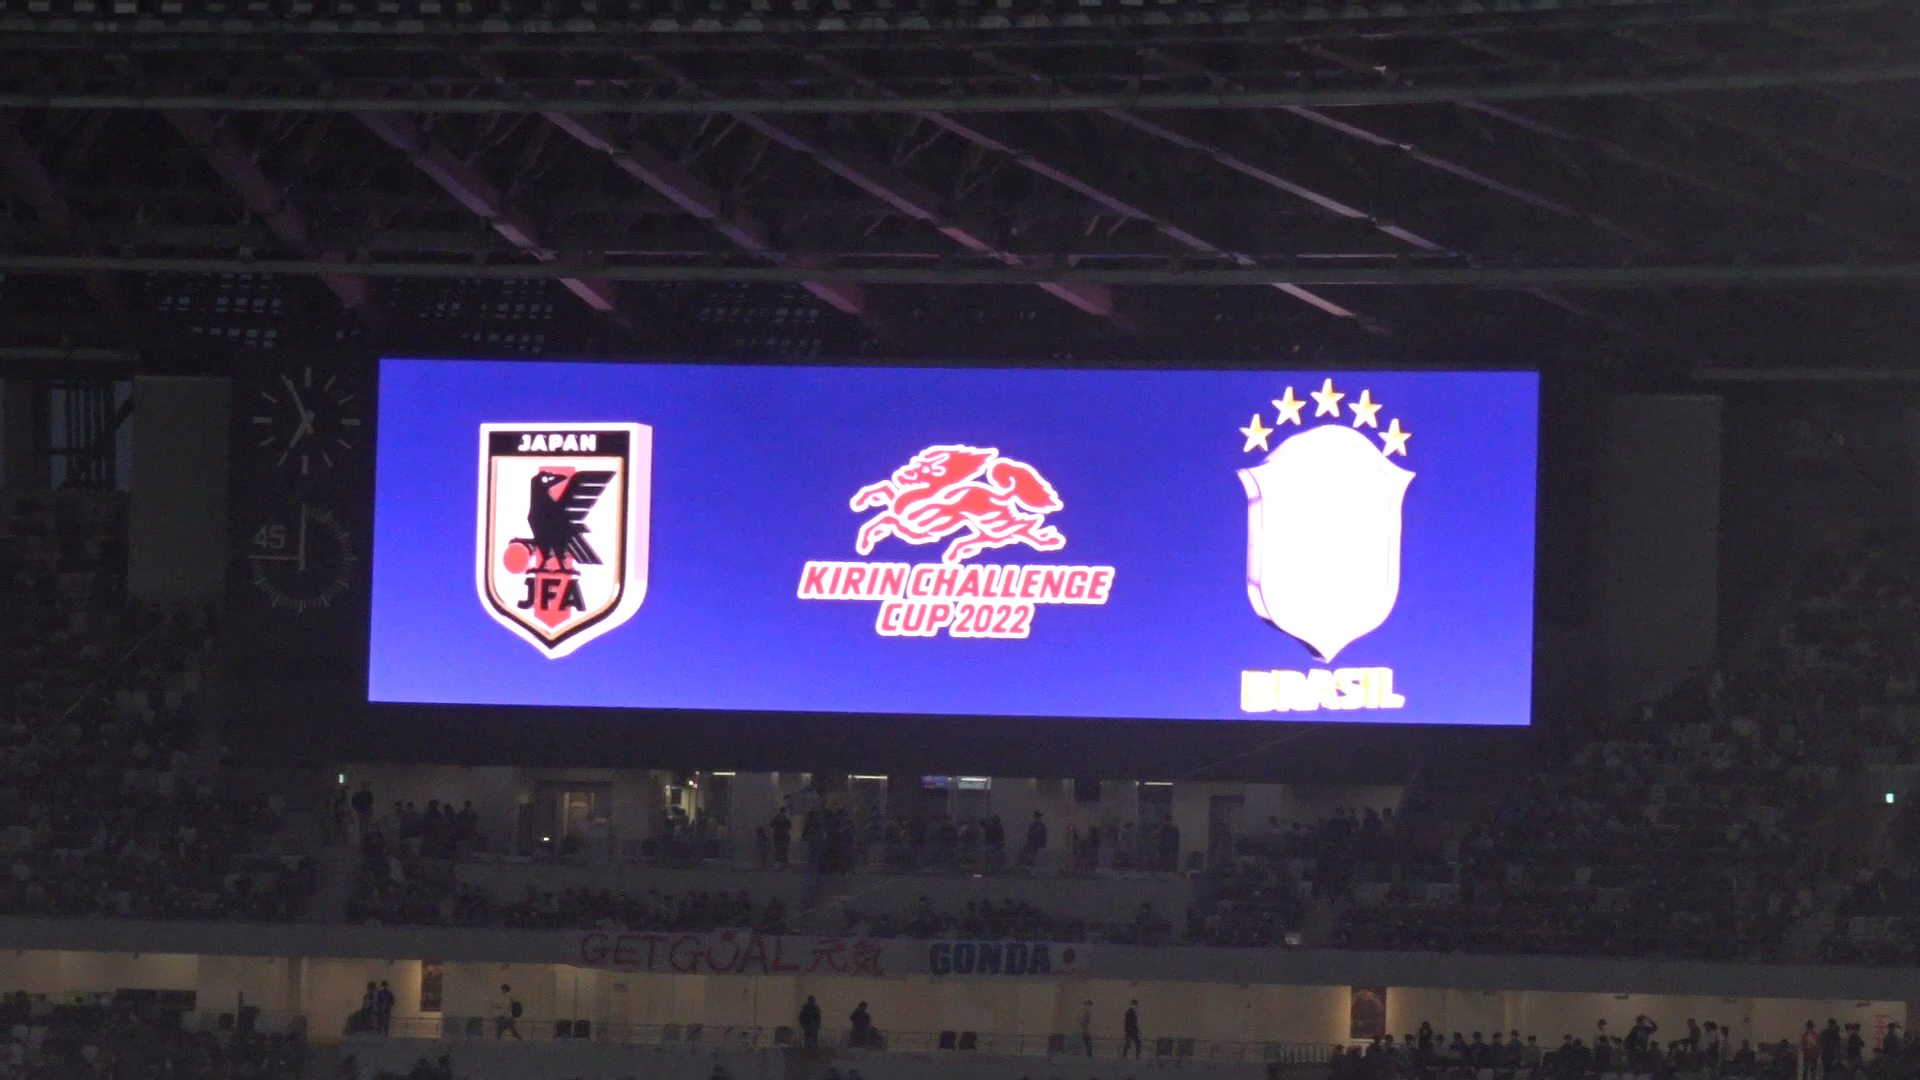 JAPAN
JFA
KIRIN CHALLENGE
CUP 2022
BRASIL
45
GET GOAL 元気
GONDA